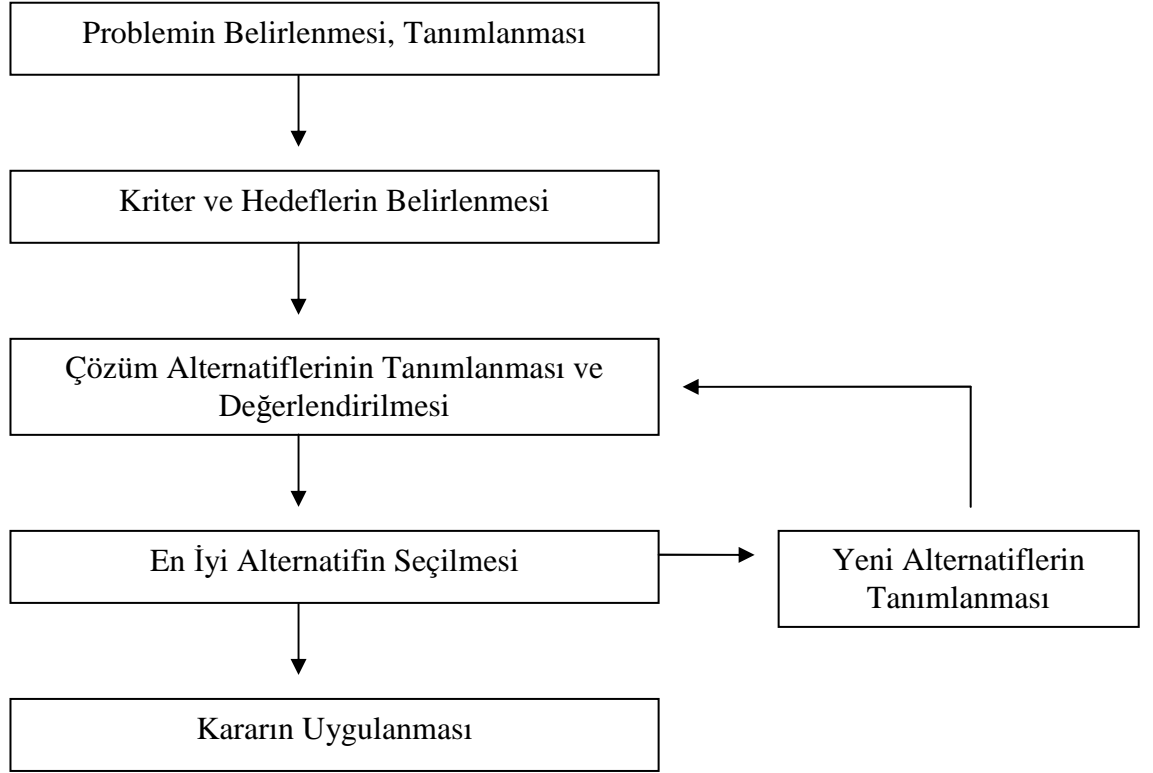 Problemin Belirlenmesi, Tanımlanması
Kriter ve Hedeflerin Belirlenmesi
Çözüm Alternatiflerinin Tanımlanması ve
Değerlendirilmesi
En İyi Alternatifin Seçilmesi
Yeni Alternatiflerin
Tanımlanması
Kararın Uygulanması